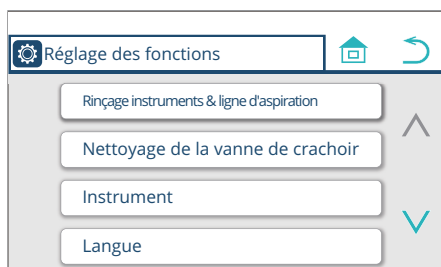 Réglage des fonctions
Rinçage instruments & ligne d'aspiration
Nettoyage de la vanne de crachoir
Instrument
Langue